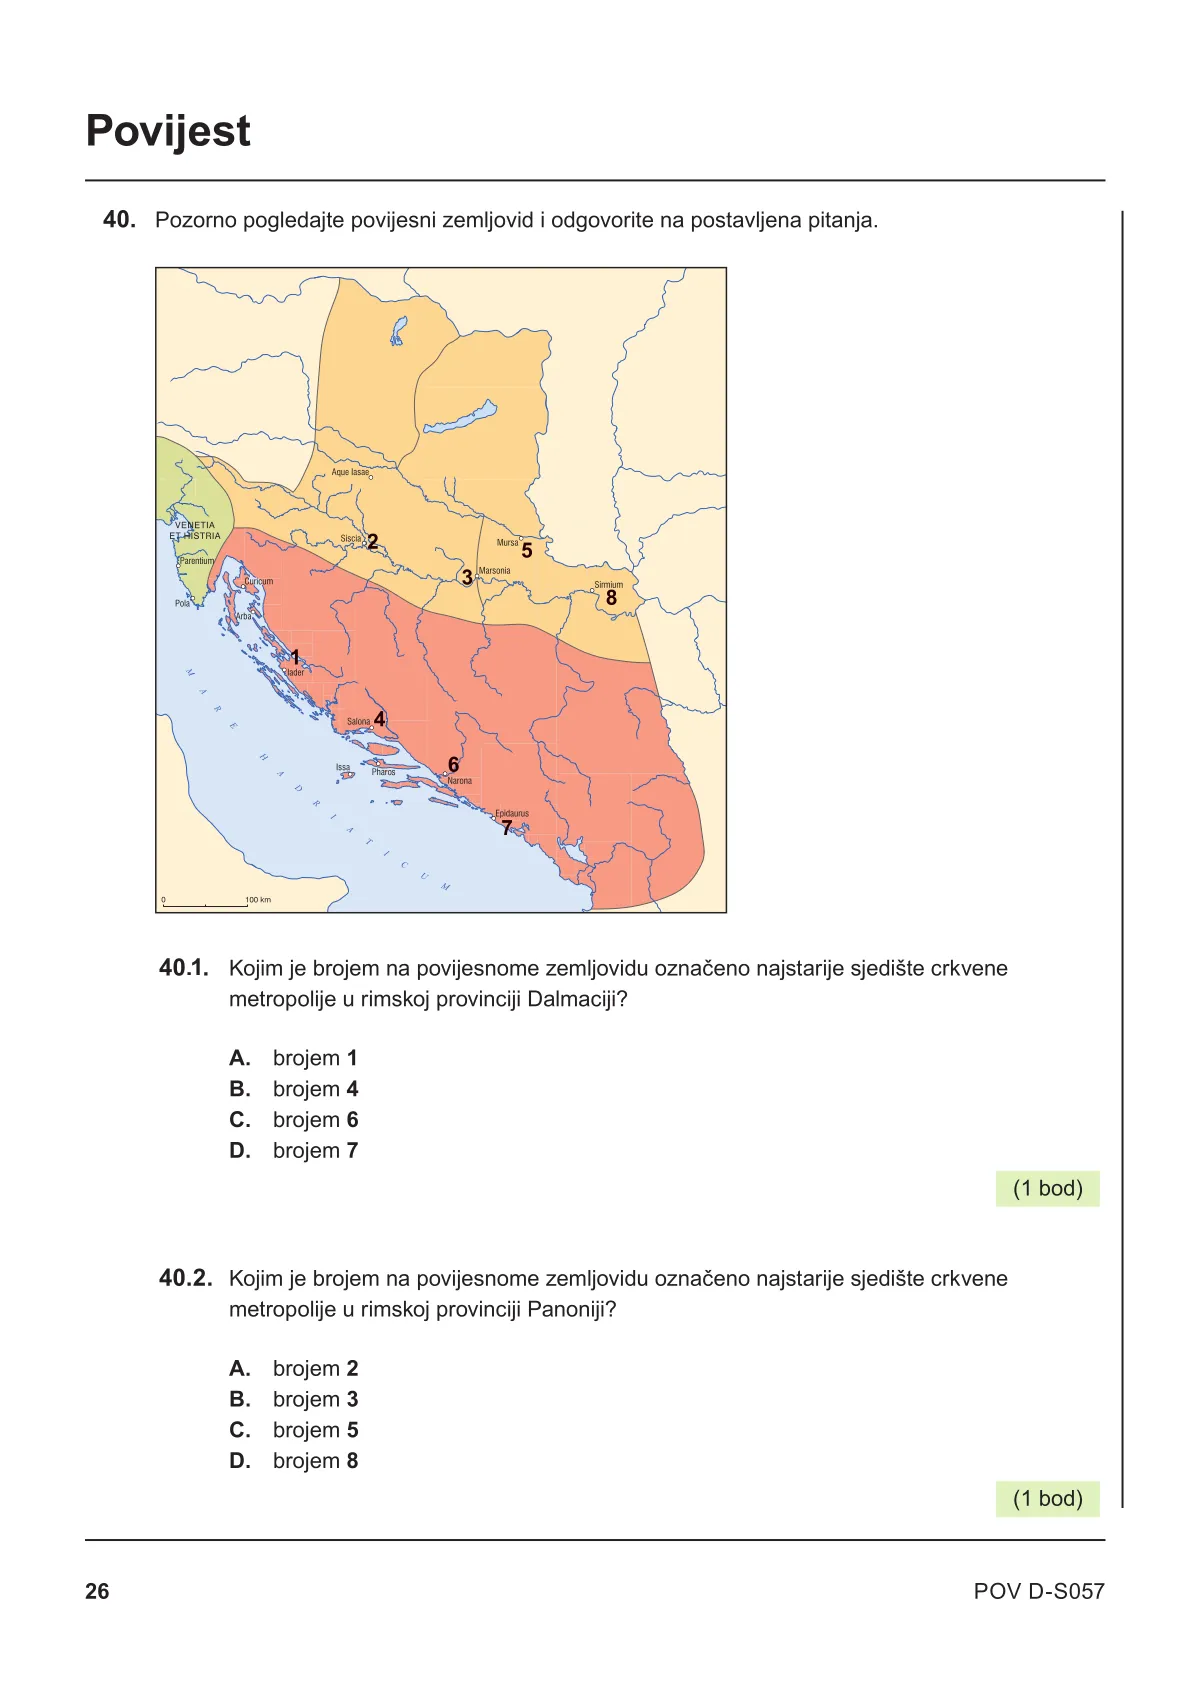 Povijest
40. Pozorno pogledajte povijesni zemljovid i odgovorite na postavljena pitanja.
Aque Iasae
VENETIA
ET HISTRIA
Siscia 2
Mursa 5
Parentium
3 Marsonia
Curicum
Sirmium
8
Pola
Arba
1
Iader
Salona 4
Issa
Pharos
6
Narona
Epidaurus
7
MARE HADRIATICUM
0 100 km
40.1. Kojim je brojem na povijesnome zemljovidu označeno najstarije sjedište crkvene
metropolije u rimskoj provinciji Dalmaciji?
A. brojem 1
B. brojem 4
C. brojem 6
D. brojem 7
(1 bod)
40.2. Kojim je brojem na povijesnome zemljovidu označeno najstarije sjedište crkvene
metropolije u rimskoj provinciji Panoniji?
A. brojem 2
B. brojem 3
C. brojem 5
D. brojem 8
(1 bod)
26
POV D-S057